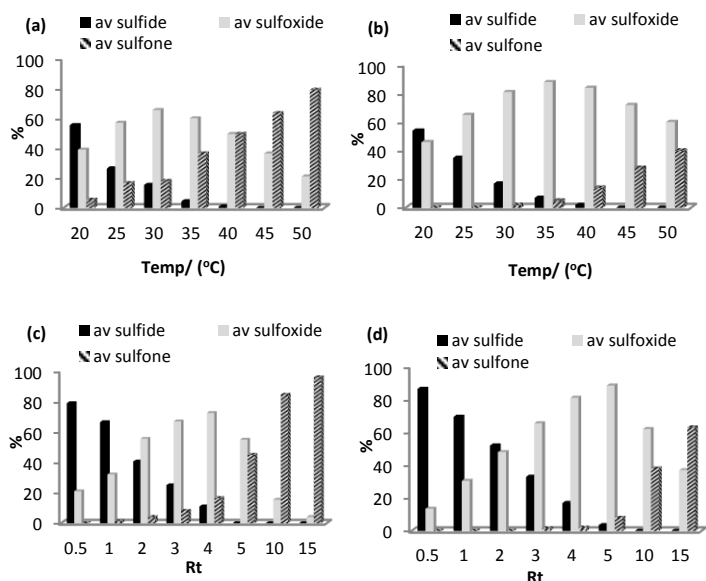 (a)
av sulfide av sulfoxide
av sulfone
100
80
60
40
20
0
%
20 25 30 35 40 45 50
Temp/ (°C)
(b)
av sulfide av sulfoxide
av sulfone
100
80
60
40
20
0
%
20 25 30 35 40 45 50
Temp/ (°C)
(c)
av sulfide av sulfoxide
av sulfone
100
80
60
40
20
0
%
0.5 1 2 3 4 5 10 15
Rt
(d)
av sulfide av sulfoxide
av sulfone
100
80
60
40
20
0
%
0.5 1 2 3 4 5 10 15
Rt